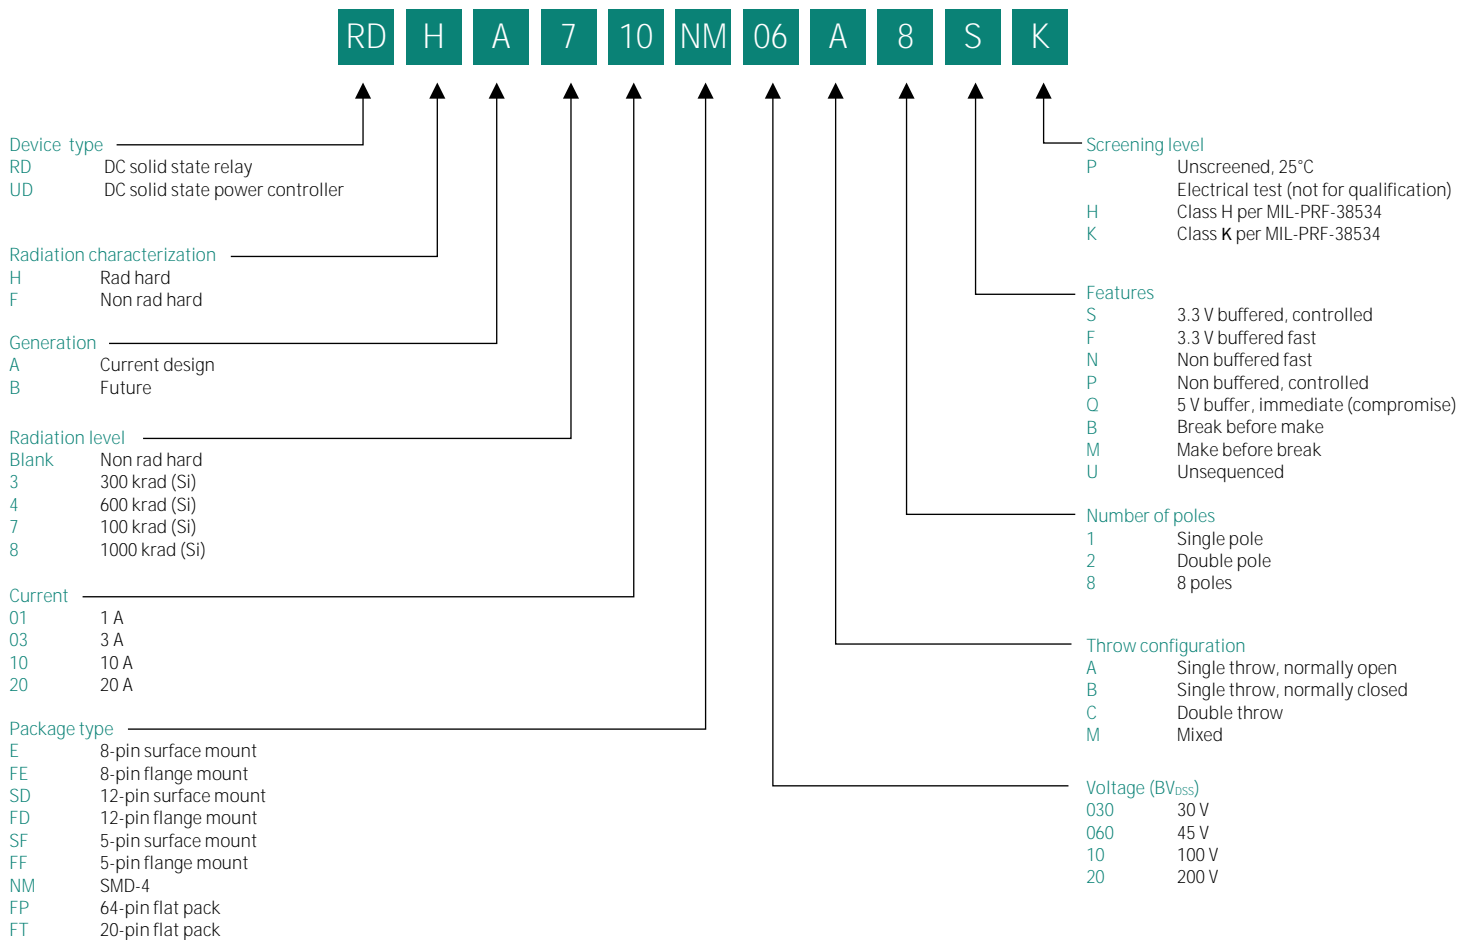 RD H A 7 10 NM 06 A 8 S K
Device type
RD DC solid state relay
UD DC solid state power controller
Radiation characterization
H Rad hard
F Non rad hard
Generation
A Current design
B Future
Radiation level
Blank Non rad hard
3 300 krad (Si)
4 600 krad (Si)
7 100 krad (Si)
8 1000 krad (Si)
Current
01 1 A
03 3 A
10 10 A
20 20 A
Package type
E 8-pin surface mount
FE 8-pin flange mount
SD 12-pin surface mount
FD 12-pin flange mount
SF 5-pin surface mount
FF 5-pin flange mount
NM SMD-4
FP 64-pin flat pack
FT 20-pin flat pack
Screening level
P Unscreened, 25°C
Electrical test (not for qualification)
H Class H per MIL-PRF-38534
K Class K per MIL-PRF-38534
Features
S 3.3 V buffered, controlled
F 3.3 V buffered fast
N Non buffered fast
P Non buffered, controlled
Q 5 V buffer, immediate (compromise)
B Break before make
M Make before break
U Unsequenced
Number of poles
1 Single pole
2 Double pole
8 8 poles
Throw configuration
A Single throw, normally open
B Single throw, normally closed
C Double throw
M Mixed
Voltage (BVDSS)
030 30 V
060 45 V
10 100 V
20 200 V